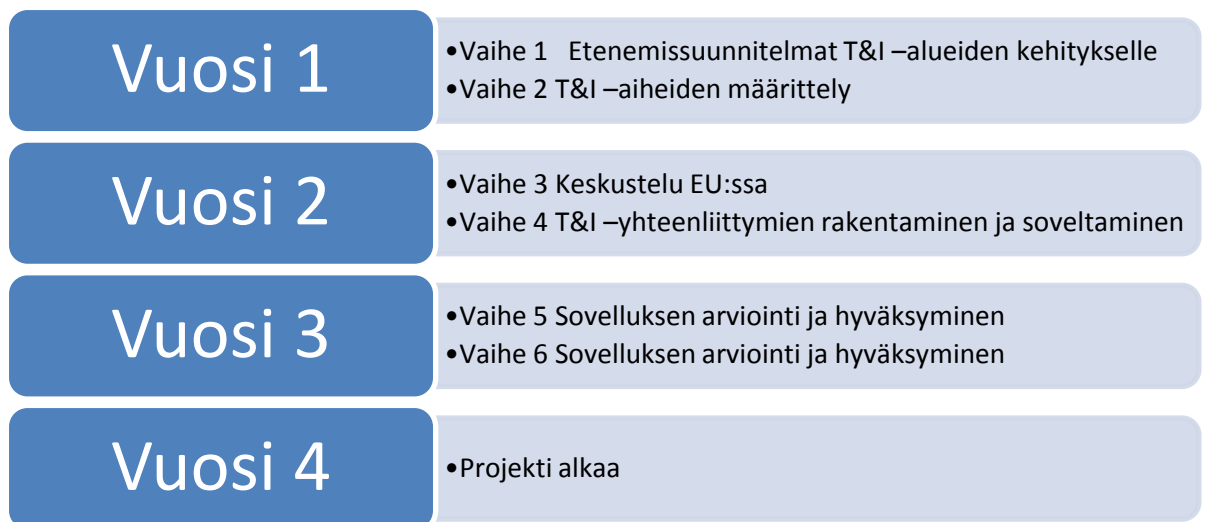 Vuosi 1
•Vaihe 1 Etenemissuunnitelmat T&I –alueiden kehitykselle
•Vaihe 2 T&I –aiheiden määrittely
Vuosi 2
•Vaihe 3 Keskustelu EU:ssa
•Vaihe 4 T&I –yhteenliittymien rakentaminen ja soveltaminen
Vuosi 3
•Vaihe 5 Sovelluksen arviointi ja hyväksyminen
•Vaihe 6 Sovelluksen arviointi ja hyväksyminen
Vuosi 4
•Projekti alkaa